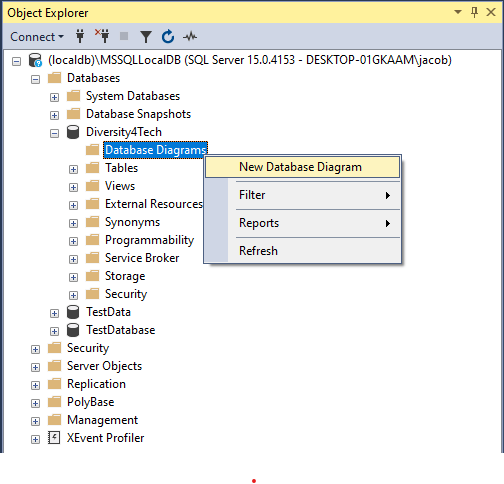 Object Explorer
Connect
(localdb)\MSSQLLocalDB (SQL Server 15.0.4153 - DESKTOP-01GKAAM\jacob)
Databases
System Databases
Database Snapshots
Diversity4Tech
Database Diagrams
New Database Diagram
Tables
Views
Filter
External Resources
Synonyms
Reports
Programmability
Service Broker
Refresh
Storage
Security
TestData
TestDatabase
Security
Server Objects
Replication
PolyBase
Management
XEvent Profiler